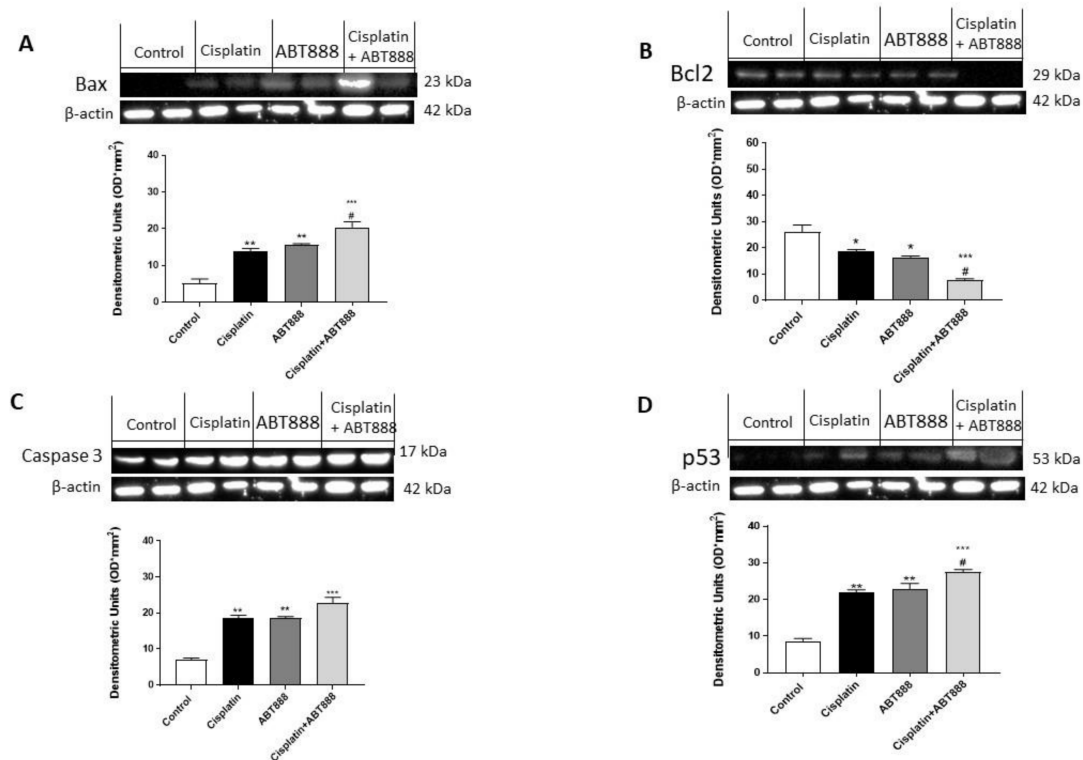 A
Control
Cisplatin
ABT888
Cisplatin
+ ABT888
Bax
23 kDa
β-actin
42 kDa
Densitometric Units (OD*mm²)
40
30
20
10
0
**
**
***
#
Control
Cisplatin
ABT888
Cisplatin+ABT888
B
Control
Cisplatin
ABT888
Cisplatin
+ ABT888
Bcl2
29 kDa
β-actin
42 kDa
Densitometric Units (OD*mm²)
60
50
40
30
20
10
0
*
*
***
#
Control
Cisplatin
ABT888
Cisplatin+ABT888
C
Control
Cisplatin
ABT888
Cisplatin
+ ABT888
Caspase 3
17 kDa
β-actin
42 kDa
Densitometric Units (OD*mm²)
40
30
20
10
0
**
**
***
Control
Cisplatin
ABT888
Cisplatin+ABT888
D
Control
Cisplatin
ABT888
Cisplatin
+ ABT888
p53
53 kDa
β-actin
42 kDa
Densitometric Units (OD*mm²)
40
30
20
10
0
**
**
***
#
Control
Cisplatin
ABT888
Cisplatin+ABT888